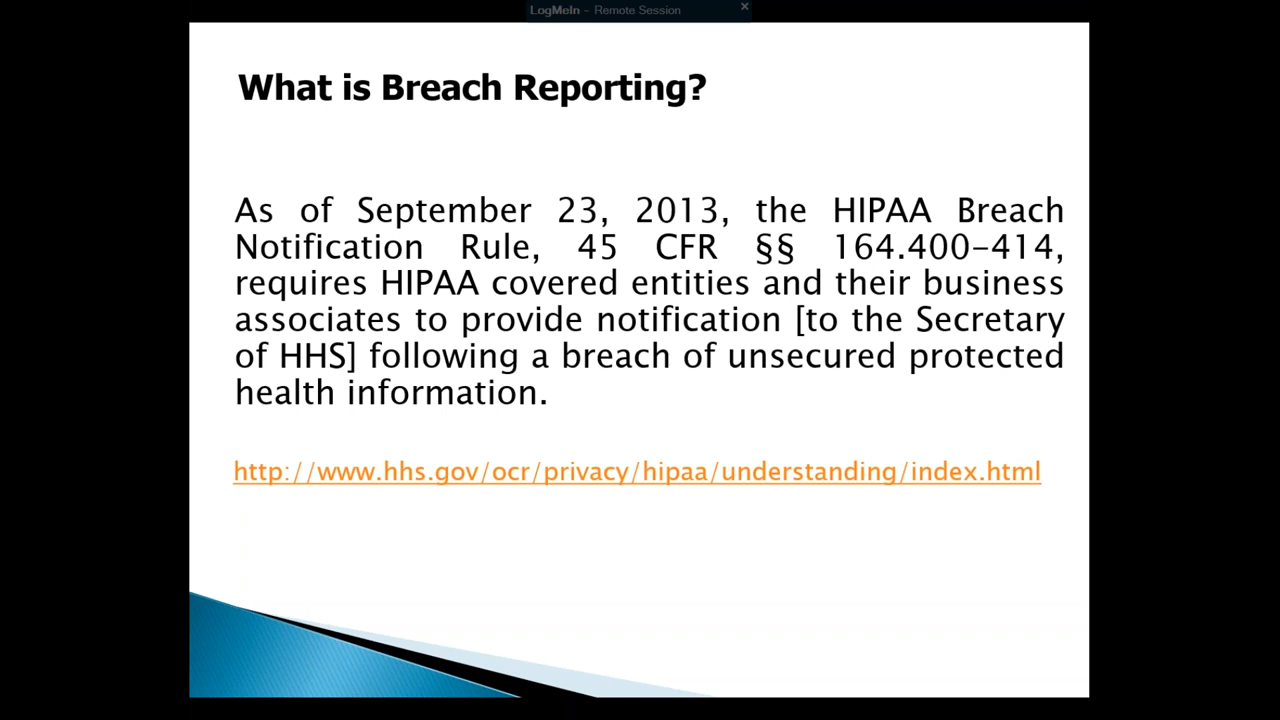 LogMeIn - Remote Session ×
What is Breach Reporting?
As of September 23, 2013, the HIPAA Breach
Notification Rule, 45 CFR §§ 164.400–414,
requires HIPAA covered entities and their business
associates to provide notification [to the Secretary
of HHS] following a breach of unsecured protected
health information.
http://www.hhs.gov/ocr/privacy/hipaa/understanding/index.html